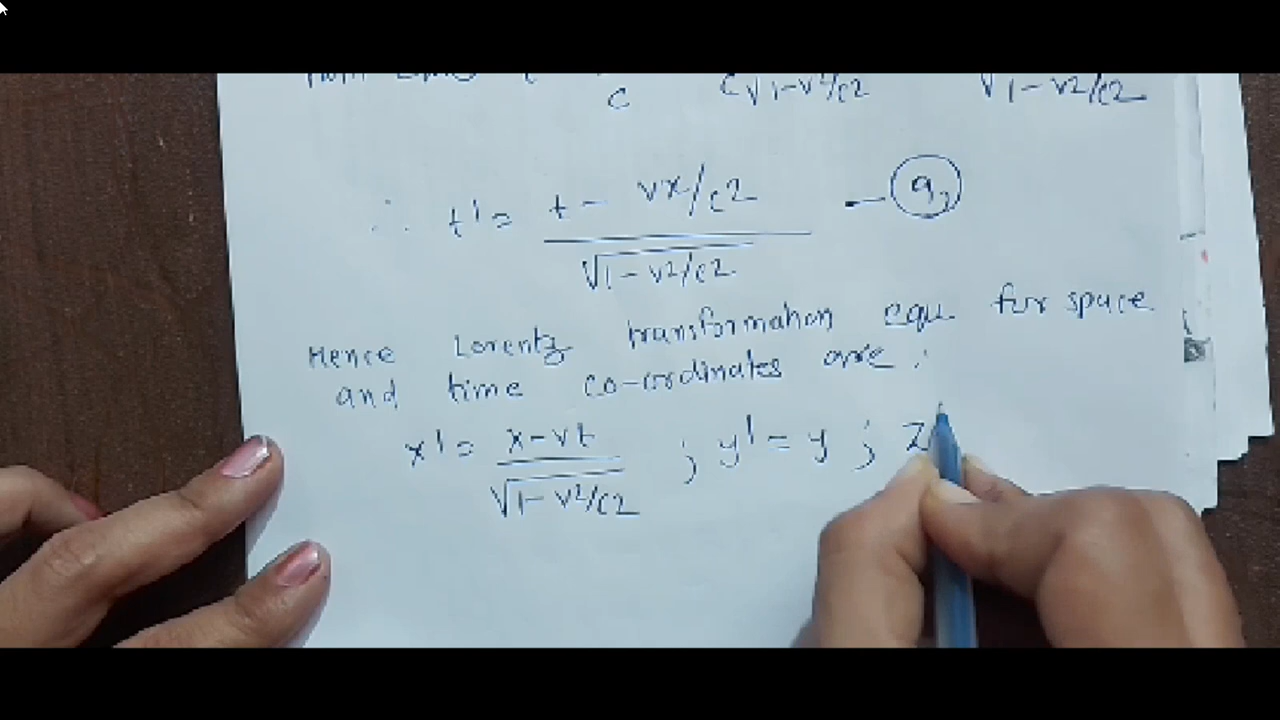 c c√1-v²/c2 √1-v2/c2
∴ t' = t - vx/c2 / √1-v2/c2 — 9
Hence Lorentz transformation equ for space
and time co-ordinates are :
x' = x-vt / √1-v²/c2 ; y' = y ; z